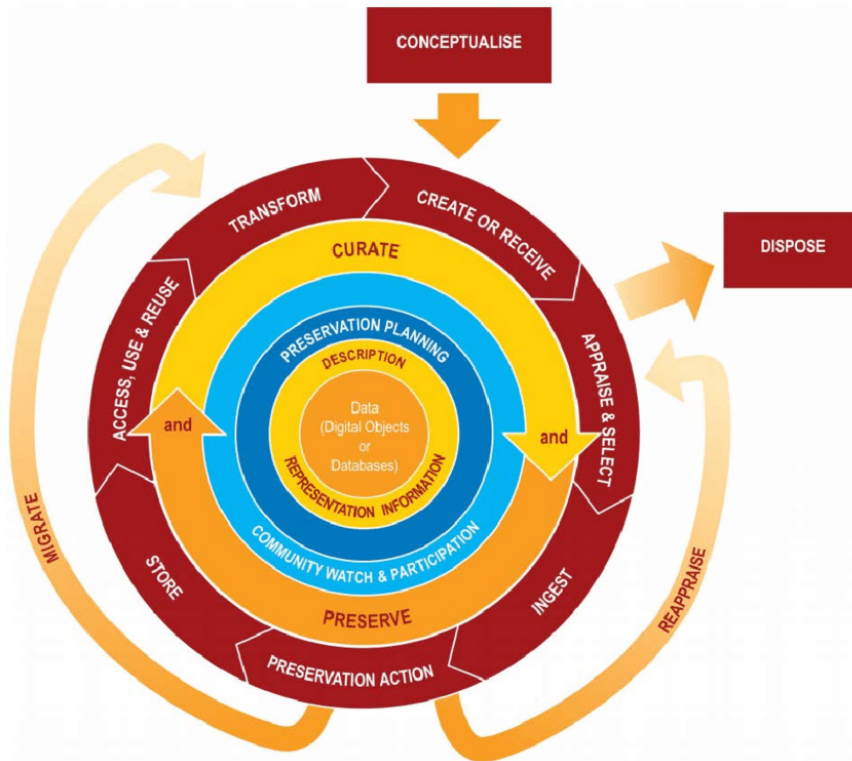 CONCEPTUALISE
DISPOSE
TRANSFORM
CREATE OR RECEIVE
APPRAISE & SELECT
INGEST
PRESERVATION ACTION
STORE
ACCESS, USE & REUSE
MIGRATE
REAPPRAISE
CURATE
and
PRESERVE
and
COMMUNITY WATCH & PARTICIPATION
PRESERVATION PLANNING
DESCRIPTION
REPRESENTATION INFORMATION
Data
(Digital Objects
or
Databases)